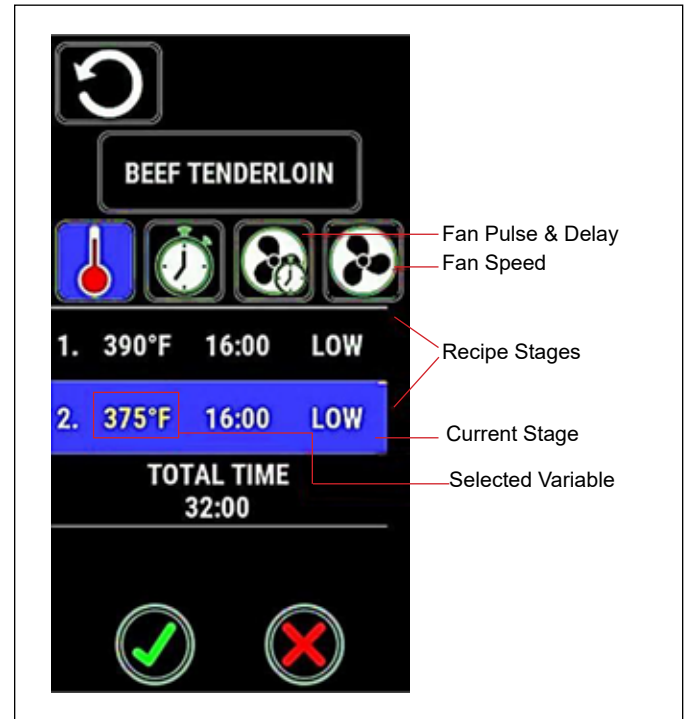 BEEF TENDERLOIN
Fan Pulse & Delay
Fan Speed
1. 390°F 16:00 LOW
Recipe Stages
2. 375°F 16:00 LOW
Current Stage
TOTAL TIME
Selected Variable
32:00